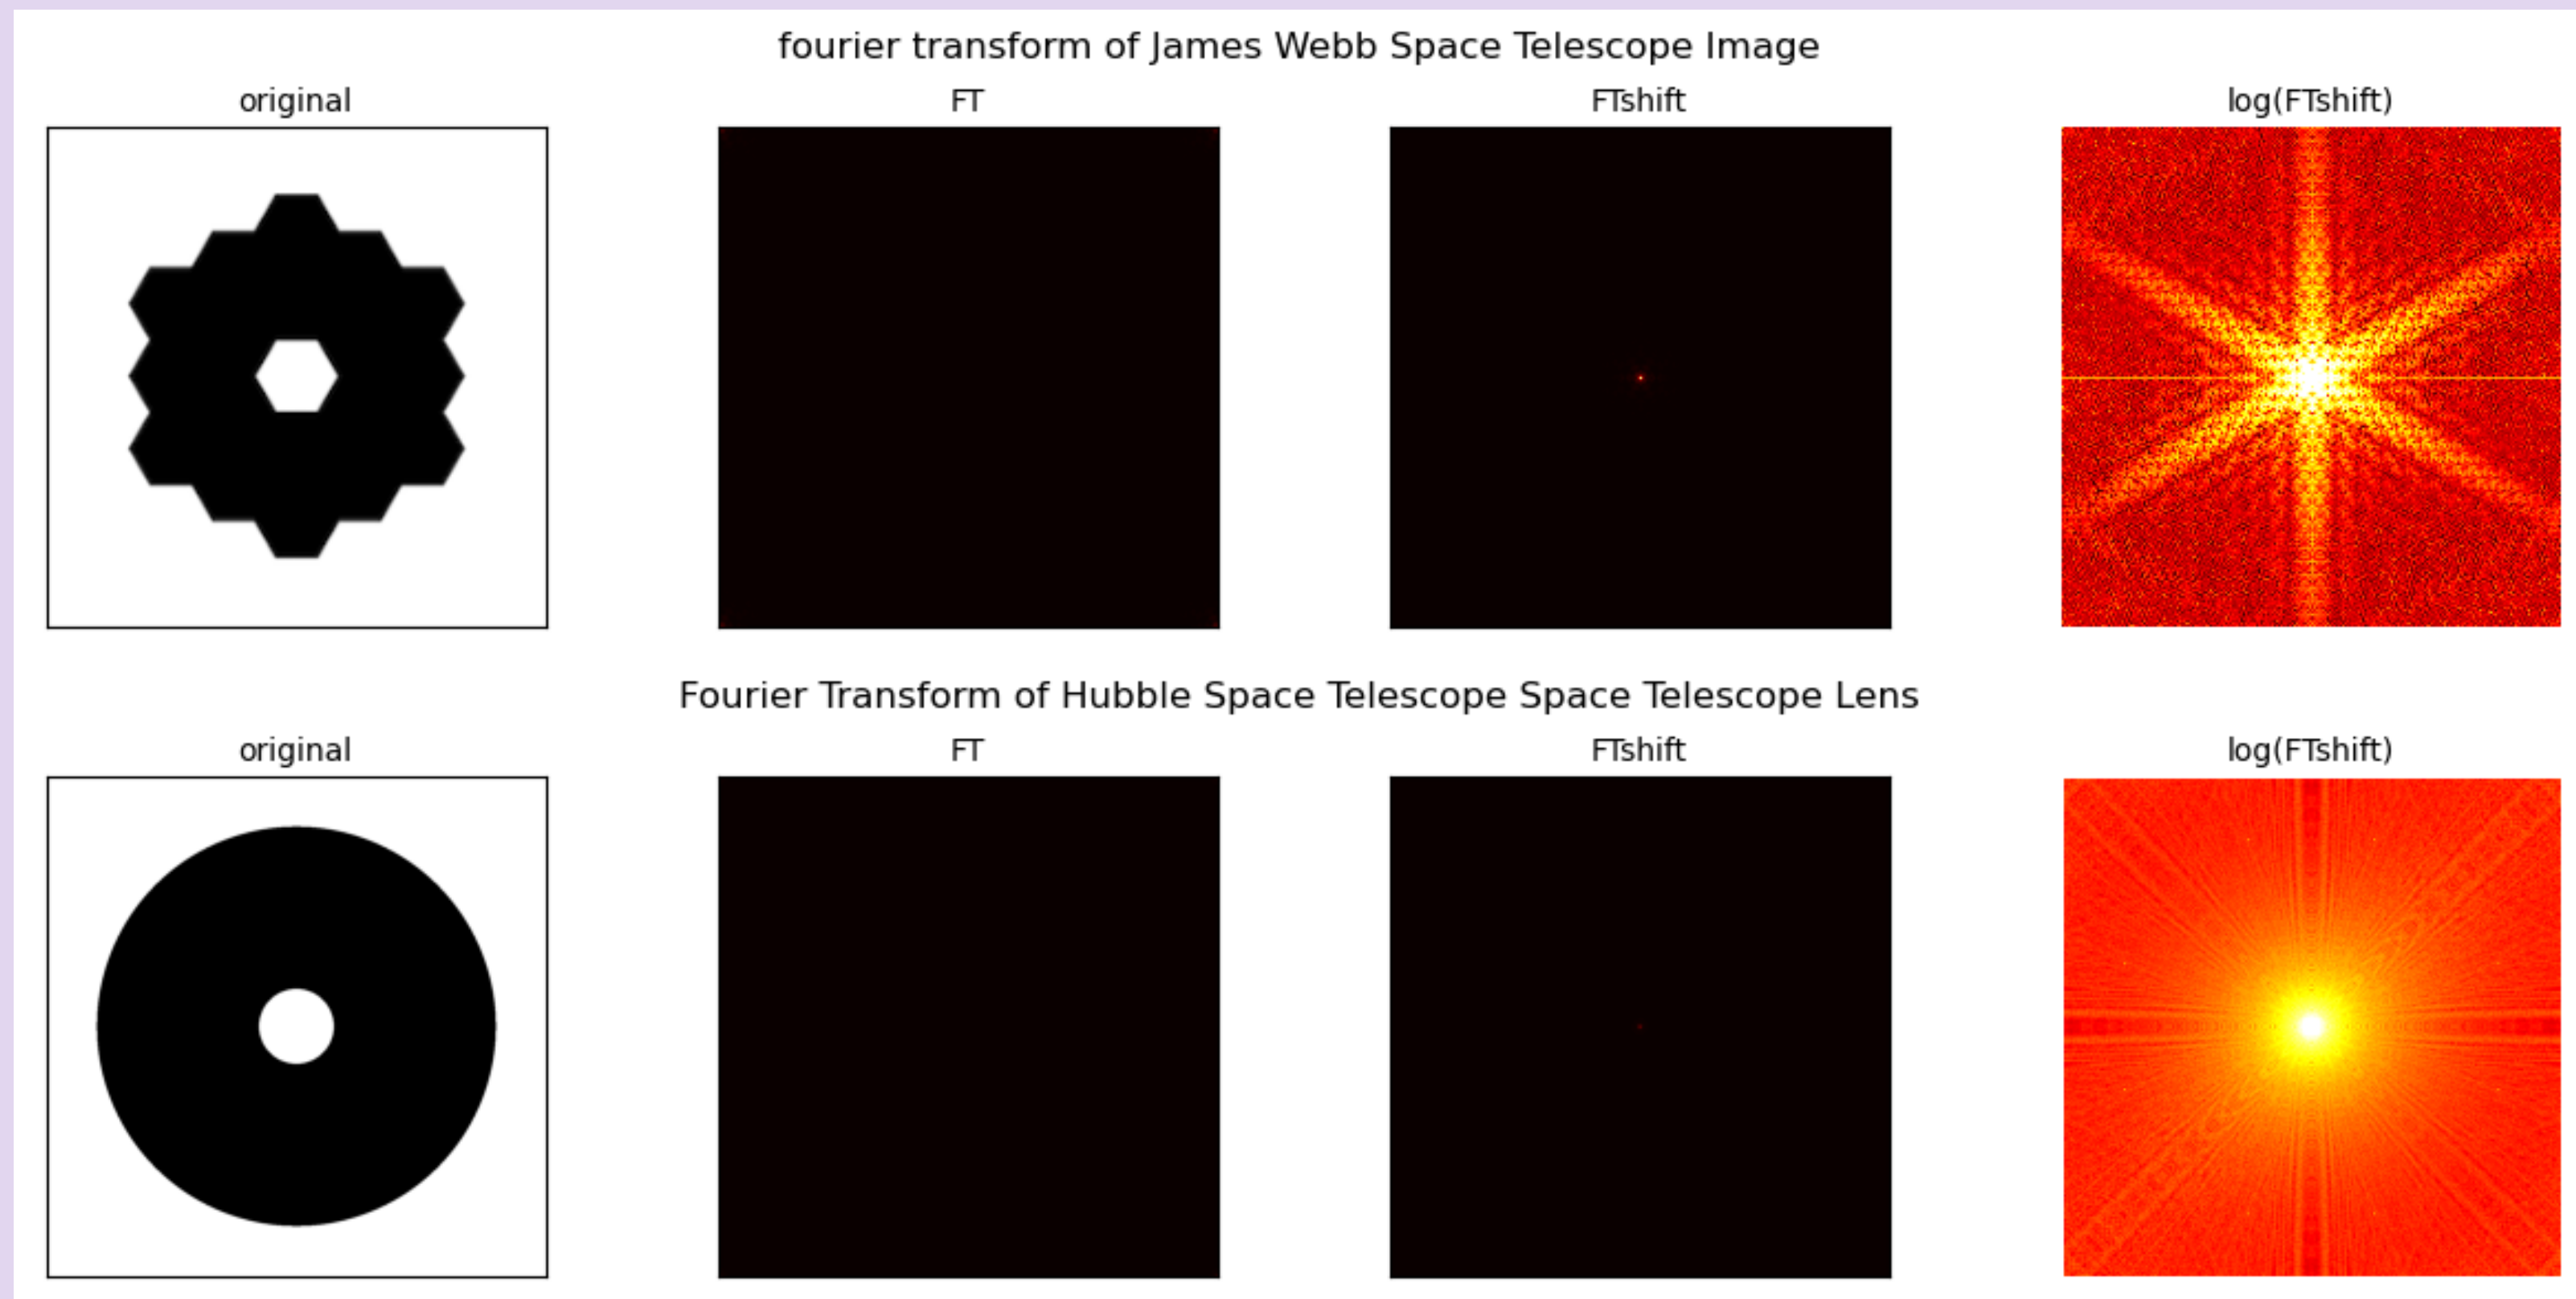 fourier transform of James Webb Space Telescope Image
original
FT
FTshift
log(FTshift)
Fourier Transform of Hubble Space Telescope Space Telescope Lens
original
FT
FTshift
log(FTshift)